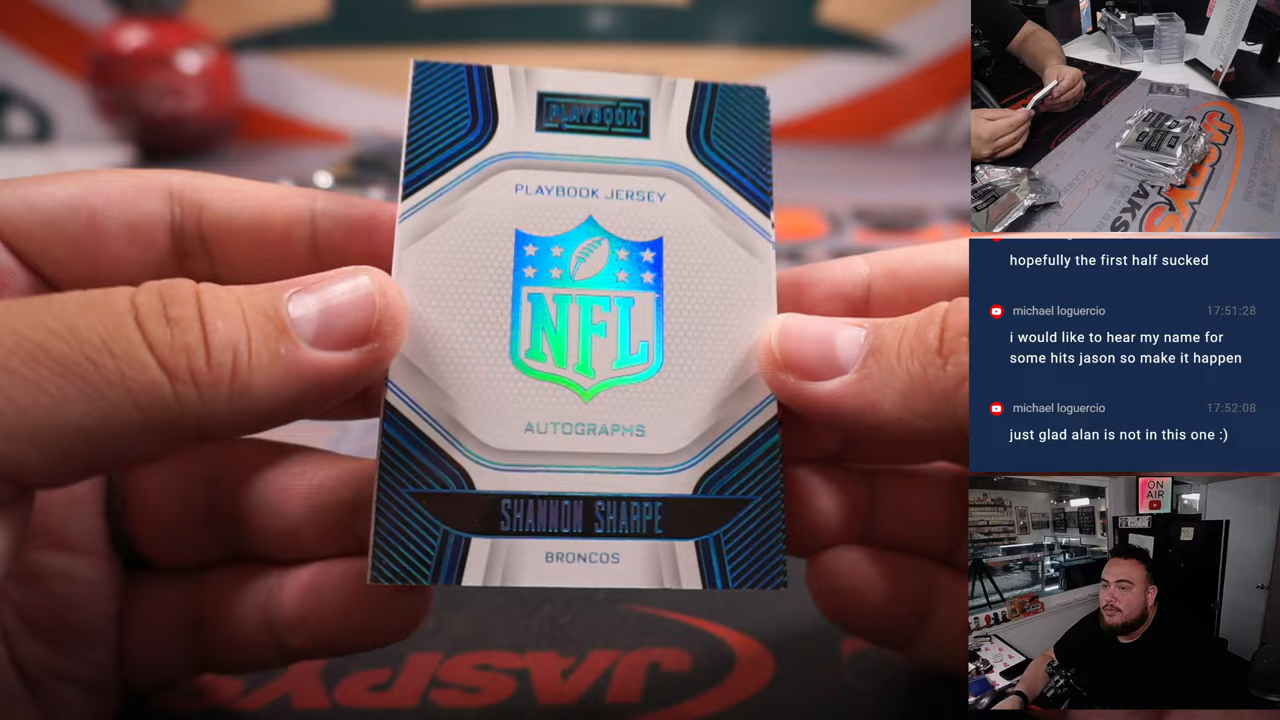 PLAYBOOK
PLAYBOOK JERSEY
NFL
AUTOGRAPHS
SHANNON SHARPE
BRONCOS
JASPY'S
hopefully the first half sucked
michael loguercio 17:51:28
i would like to hear my name for
some hits jason so make it happen
michael loguercio 17:52:08
just glad alan is not in this one :)
ON
AIR